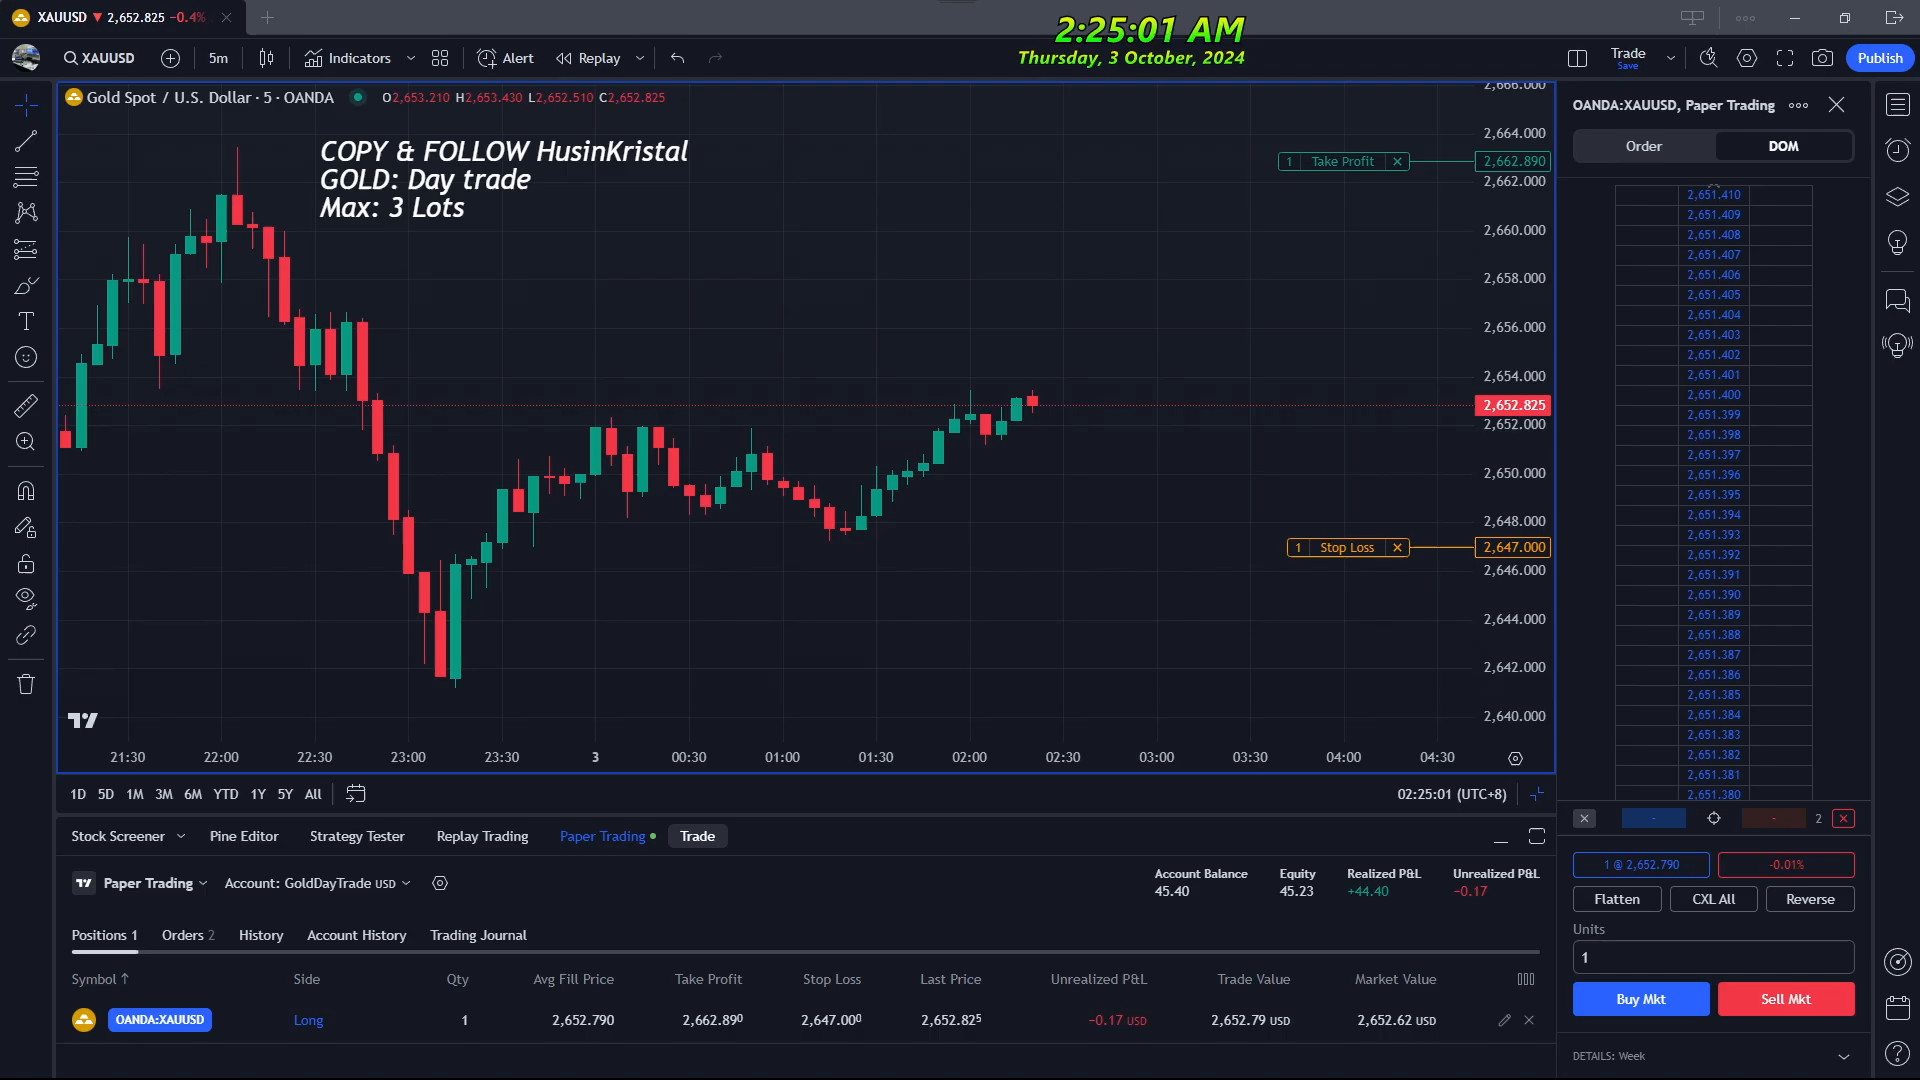 XAUUSD ▼ 2,652.825 −0.4%
2:25:01 AM
Thursday, 3 October, 2024
XAUUSD
5m
Indicators
Alert
Replay
Trade
Save
Publish
Gold Spot / U.S. Dollar · 5 · OANDA
O2,653.210 H2,653.430 L2,652.510 C2,652.825
COPY & FOLLOW HusinKristal
GOLD: Day trade
Max: 3 Lots
2,666.000
2,664.000
1 Take Profit 2,662.890
2,662.000
2,660.000
2,658.000
2,656.000
2,654.000
2,652.825
2,652.000
2,650.000
2,648.000
1 Stop Loss 2,647.000
2,646.000
2,644.000
2,642.000
2,640.000
21:30 22:00 22:30 23:00 23:30 3 00:30 01:00 01:30 02:00 02:30 03:00 03:30 04:00 04:30
1D 5D 1M 3M 6M YTD 1Y 5Y All
02:25:01 (UTC+8)
OANDA:XAUUSD, Paper Trading
Order DOM
2,651.410
2,651.409
2,651.408
2,651.407
2,651.406
2,651.405
2,651.404
2,651.403
2,651.402
2,651.401
2,651.400
2,651.399
2,651.398
2,651.397
2,651.396
2,651.395
2,651.394
2,651.393
2,651.392
2,651.391
2,651.390
2,651.389
2,651.388
2,651.387
2,651.386
2,651.385
2,651.384
2,651.383
2,651.382
2,651.381
2,651.380
- - 2
1 @ 2,652.790 -0.01%
Flatten CXL All Reverse
Units
1
Buy Mkt Sell Mkt
DETAILS: Week
Stock Screener Pine Editor Strategy Tester Replay Trading Paper Trading Trade
Paper Trading Account: GoldDayTrade USD
Account Balance Equity Realized P&L Unrealized P&L
45.40 45.23 +44.40 −0.17
Positions 1 Orders 2 History Account History Trading Journal
Symbol ↑ Side Qty Avg Fill Price Take Profit Stop Loss Last Price Unrealized P&L Trade Value Market Value
OANDA:XAUUSD Long 1 2,652.790 2,662.890 2,647.000 2,652.825 −0.17 USD 2,652.79 USD 2,652.62 USD